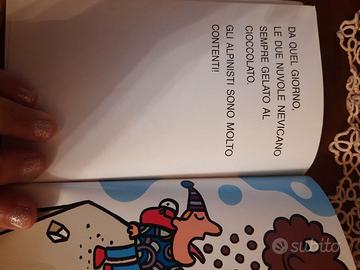 DA QUEL GIORNO,
LE DUE NUVOLE NEVICANO
SEMPRE GELATO AL
CIOCCOLATO.
GLI ALPINISTI SONO MOLTO
CONTENTI!
subito